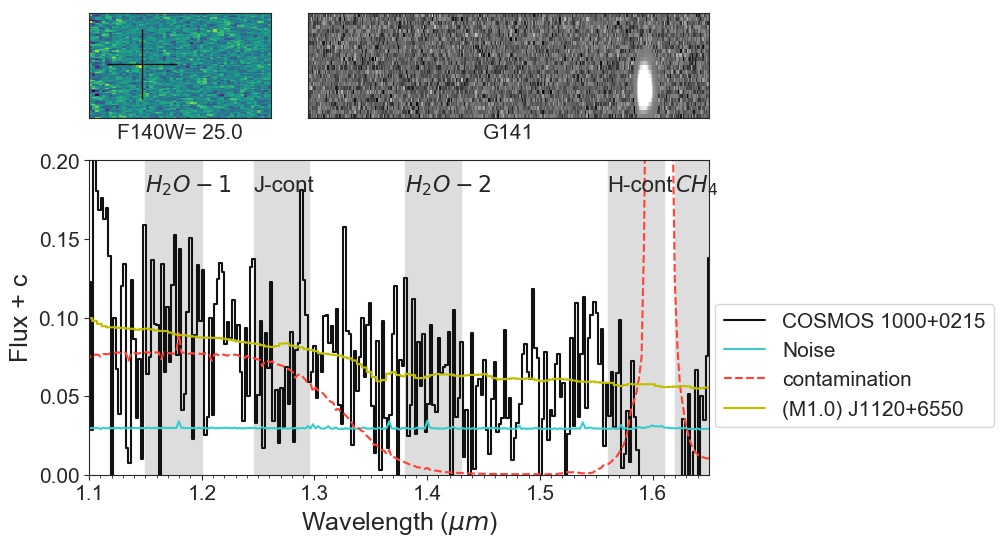 F140W= 25.0
G141
0.20
0.15
0.10
0.05
0.00
Flux + c
H₂O − 1
J-cont
H₂O − 2
H-cont
CH₄
1.1
1.2
1.3
1.4
1.5
1.6
Wavelength (μm)
COSMOS 1000+0215
Noise
contamination
(M1.0) J1120+6550